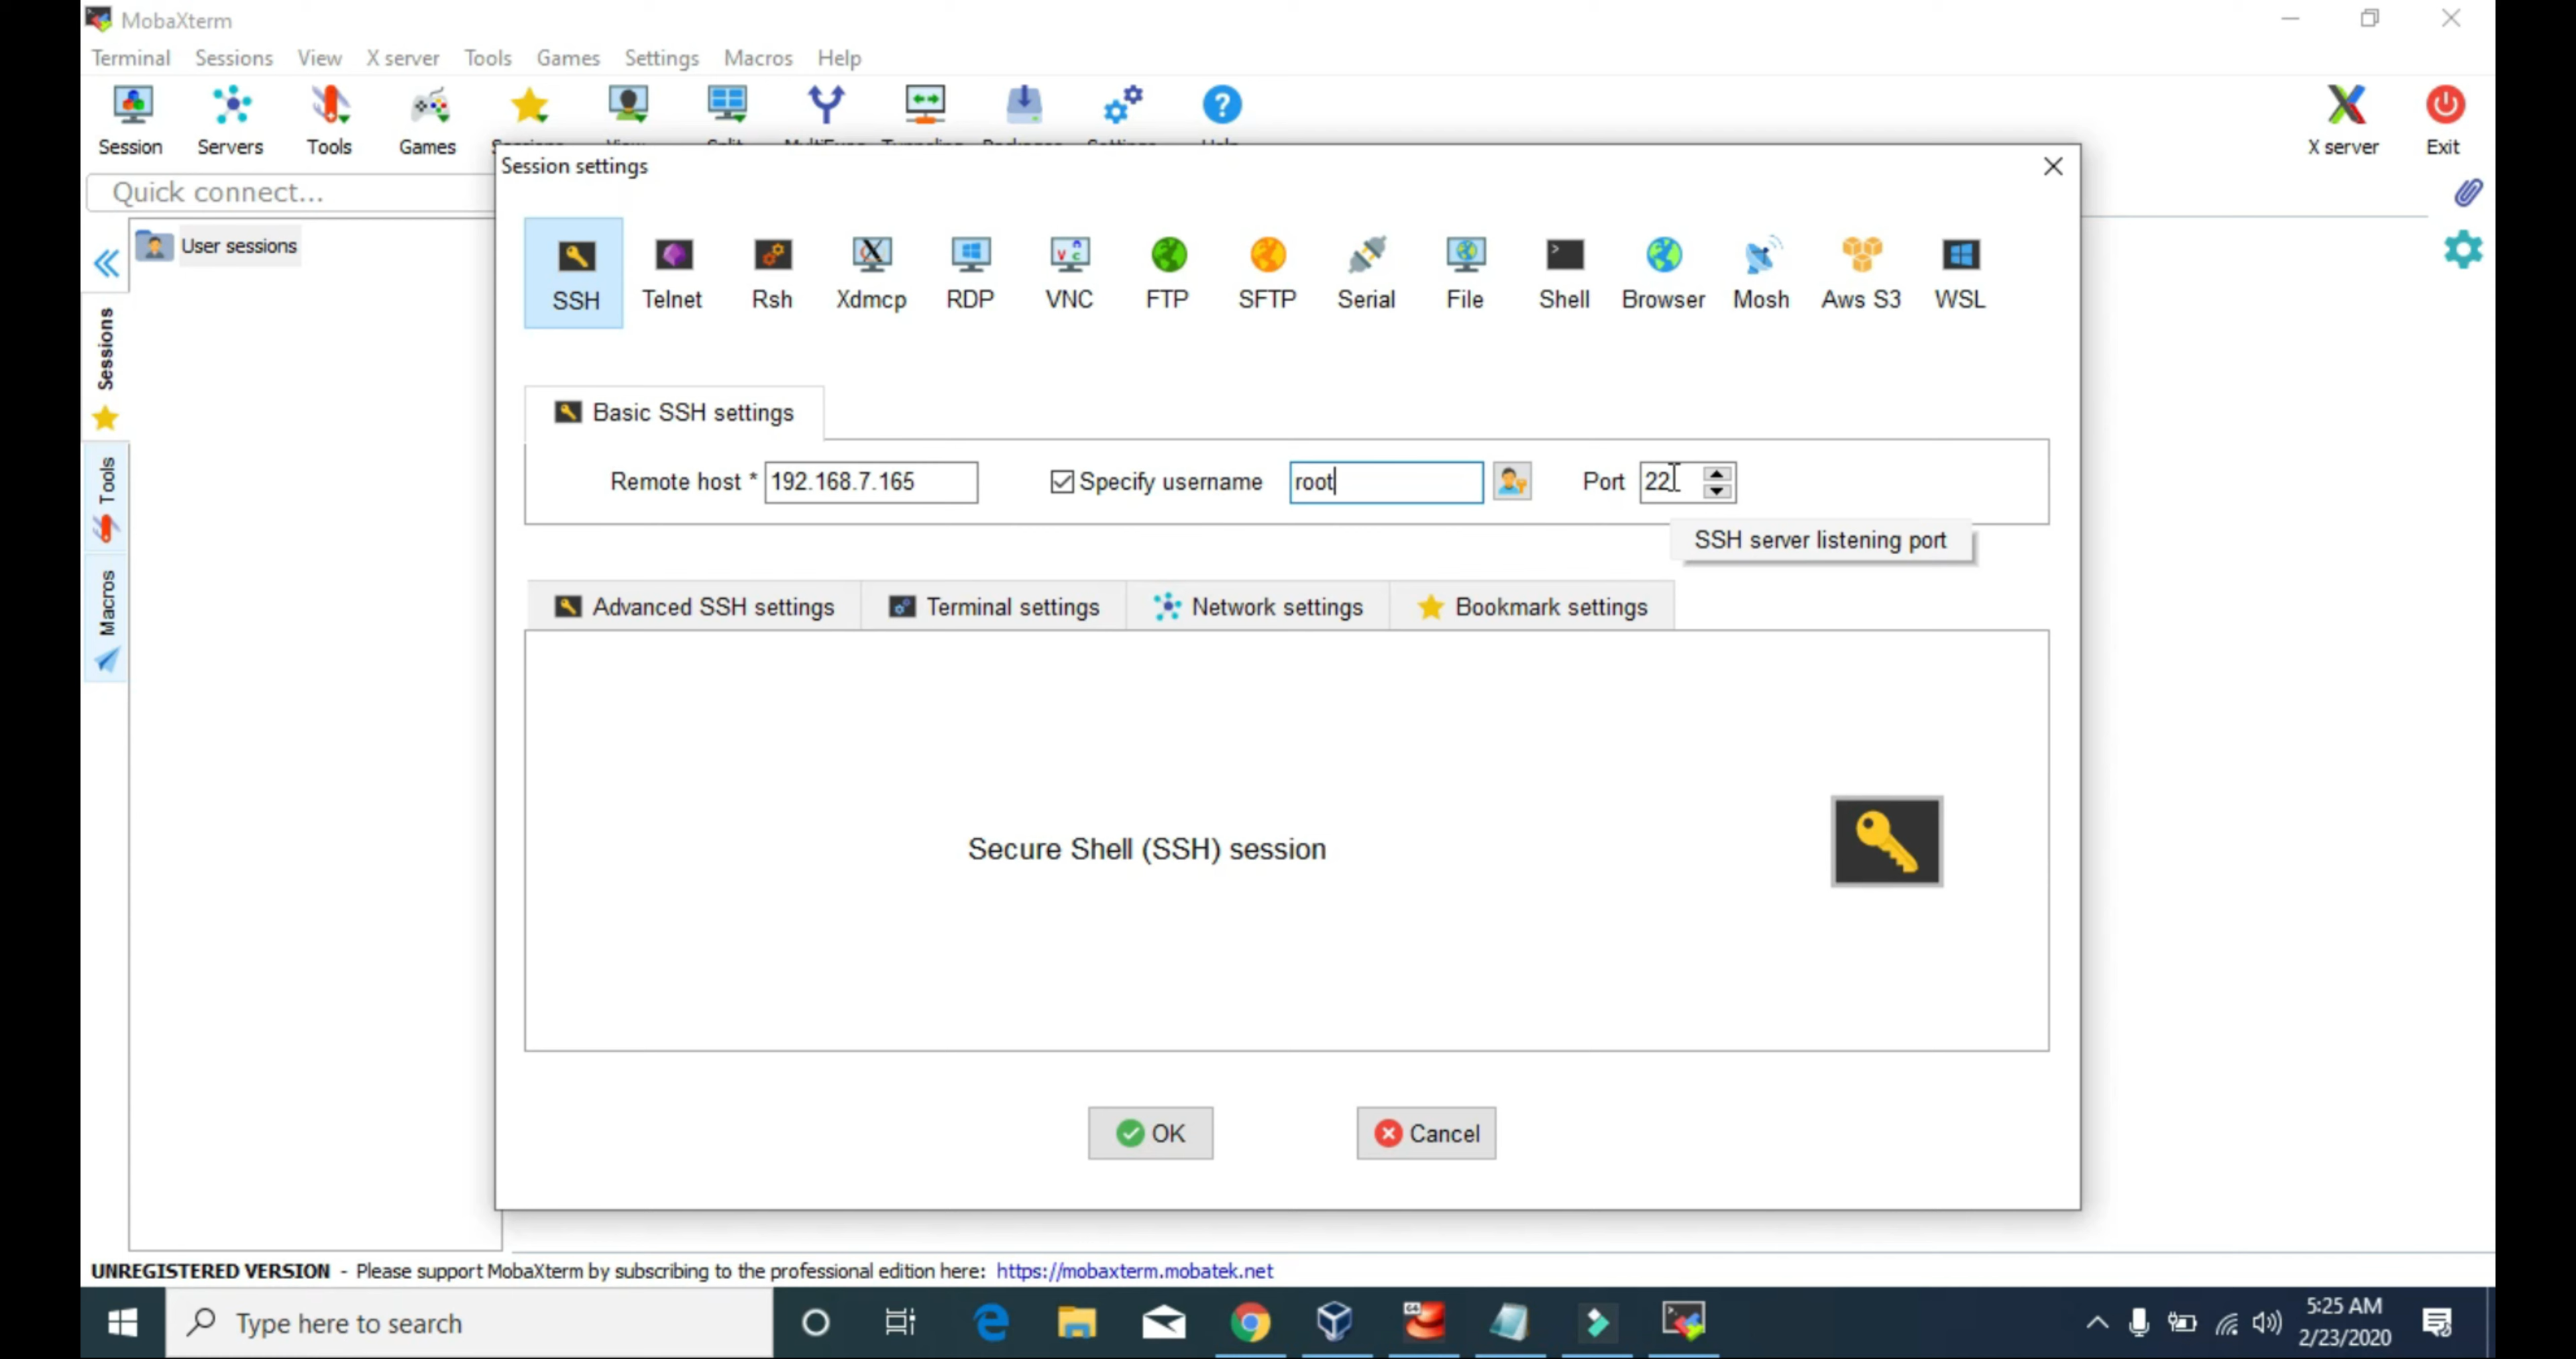 MobaXterm
Terminal Sessions View X server Tools Games Settings Macros Help
Session Servers Tools Games X server Exit
Session settings
Quick connect...
User sessions
SSH Telnet Rsh Xdmcp RDP VNC FTP SFTP Serial File Shell Browser Mosh Aws S3 WSL
Sessions
Tools
Macros
Basic SSH settings
Remote host * 192.168.7.165 Specify username root Port 22
SSH server listening port
Advanced SSH settings Terminal settings Network settings Bookmark settings
Secure Shell (SSH) session
OK Cancel
UNREGISTERED VERSION - Please support MobaXterm by subscribing to the professional edition here: https://mobaxterm.mobatek.net
Type here to search
5:25 AM
2/23/2020